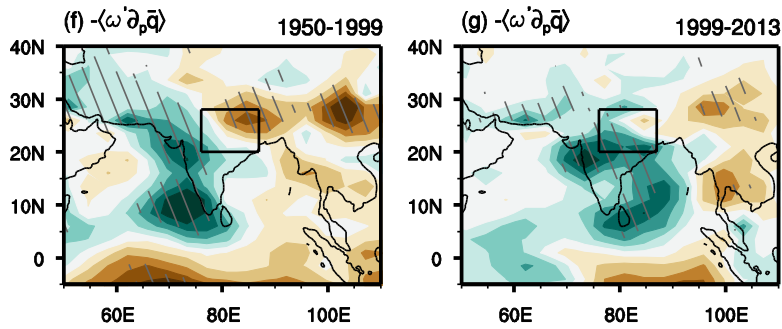 (f) -⟨ω'∂ₚq̄⟩ 1950-1999
(g) -⟨ω'∂ₚq̄⟩ 1999-2013
40N 40N
30N 30N
20N 20N
10N 10N
0 0
60E 80E 100E 60E 80E 100E